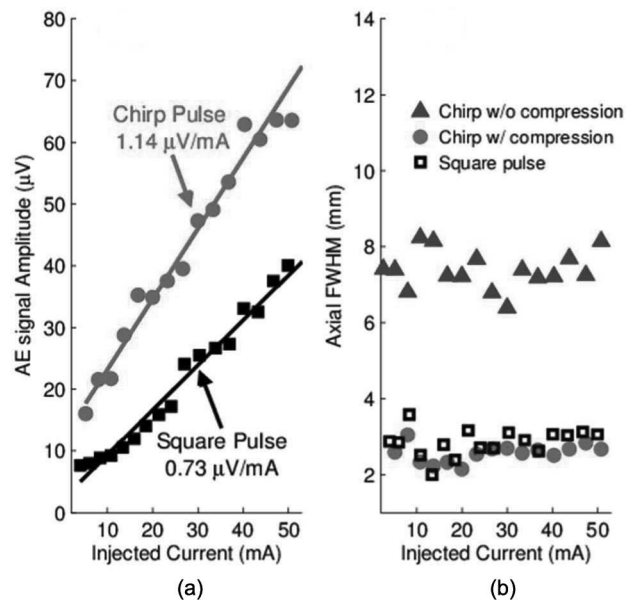 80
70
60
50
40
30
20
10
0
AE signal Amplitude (μV)
Chirp Pulse
1.14 μV/mA
Square Pulse
0.73 μV/mA
10 20 30 40 50
Injected Current (mA)
(a)
14
12
10
8
6
4
2
Axial FWHM (mm)
Chirp w/o compression
Chirp w/ compression
Square pulse
10 20 30 40 50
Injected Current (mA)
(b)